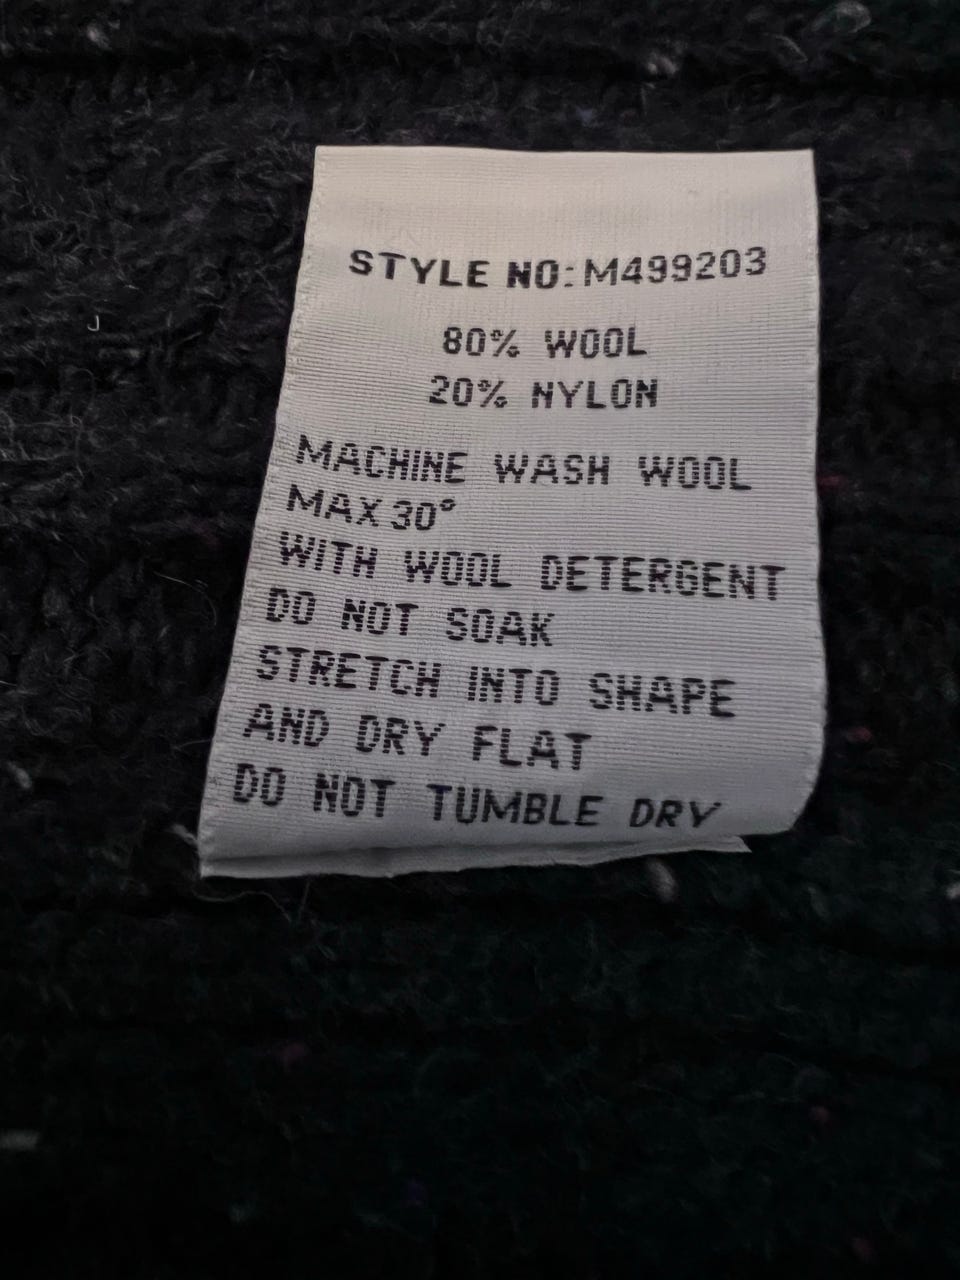 STYLE NO: M499203
80% WOOL
20% NYLON
MACHINE WASH WOOL
MAX 30°
WITH WOOL DETERGENT
DO NOT SOAK
STRETCH INTO SHAPE
AND DRY FLAT
DO NOT TUMBLE DRY